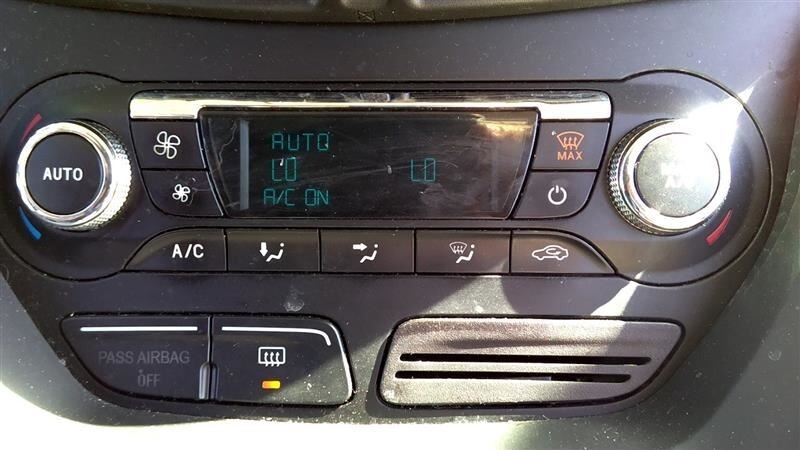 AUTO
AUTO
LO LO
A/C ON
MAX
A/C
PASS AIRBAG
OFF